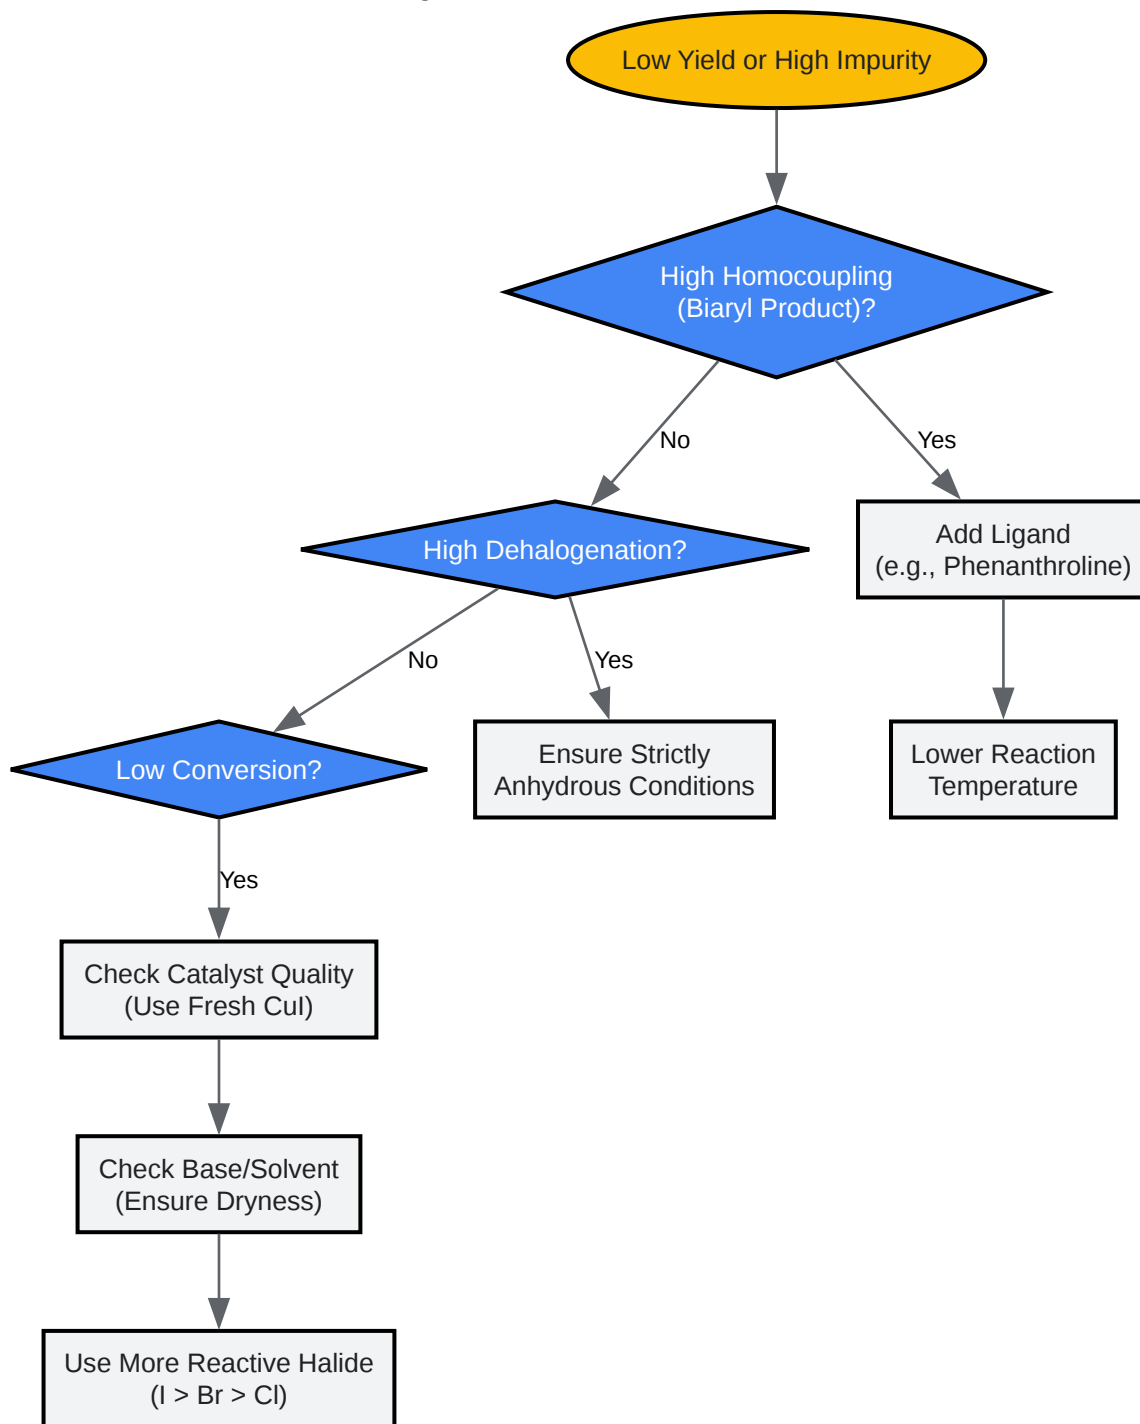 Low Yield or High Impurity
High Homocoupling
(Biaryl Product)?
No
Yes
High Dehalogenation?
Add Ligand
(e.g., Phenanthroline)
No
Yes
Low Conversion?
Ensure Strictly
Anhydrous Conditions
Lower Reaction
Temperature
Yes
Check Catalyst Quality
(Use Fresh CuI)
Check Base/Solvent
(Ensure Dryness)
Use More Reactive Halide
(I > Br > Cl)